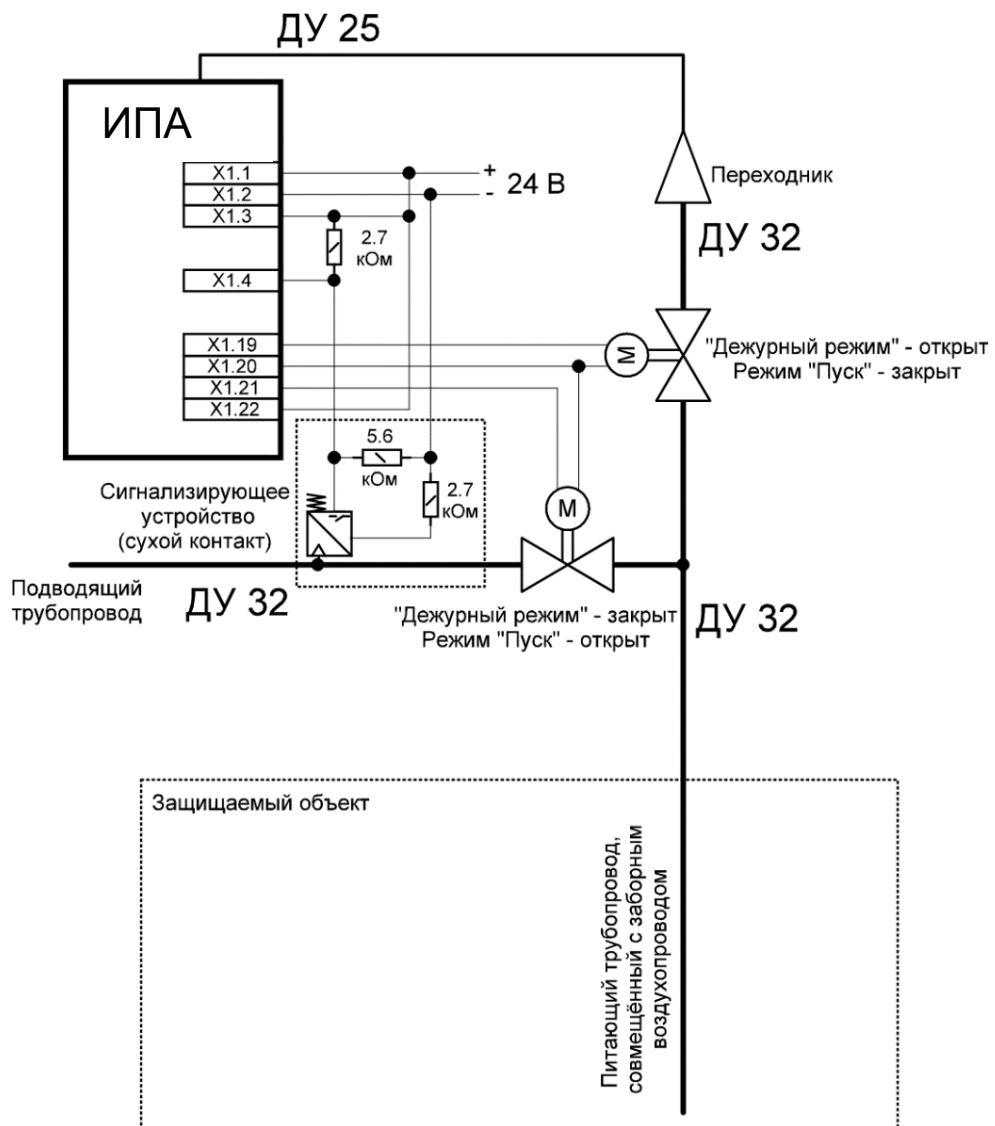 ДУ 25
ИПА
X1.1
X1.2
X1.3
X1.4
X1.19
X1.20
X1.21
X1.22
+
- 24 В
2.7
кОм
Переходник
ДУ 32
М
"Дежурный режим" - открыт
Режим "Пуск" - закрыт
5.6
кОм
2.7
кОм
Сигнализирующее
устройство
(сухой контакт)
М
Подводящий
трубопровод
ДУ 32
"Дежурный режим" - закрыт
Режим "Пуск" - открыт
ДУ 32
Защищаемый объект
Питающий трубопровод,
совмещённый с заборным
воздухопроводом